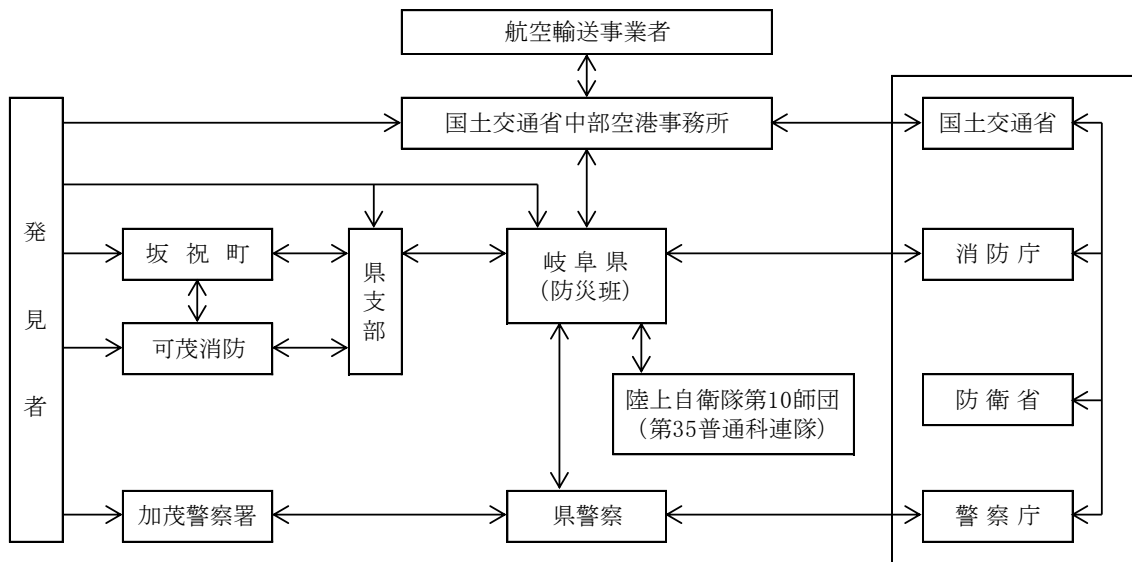 航空輸送事業者
国土交通省中部空港事務所
国土交通省
発見者
坂祝町
県支部
岐阜県
（防災班）
消防庁
可茂消防
陸上自衛隊第10師団
（第35普通科連隊）
防衛省
加茂警察署
県警察
警察庁